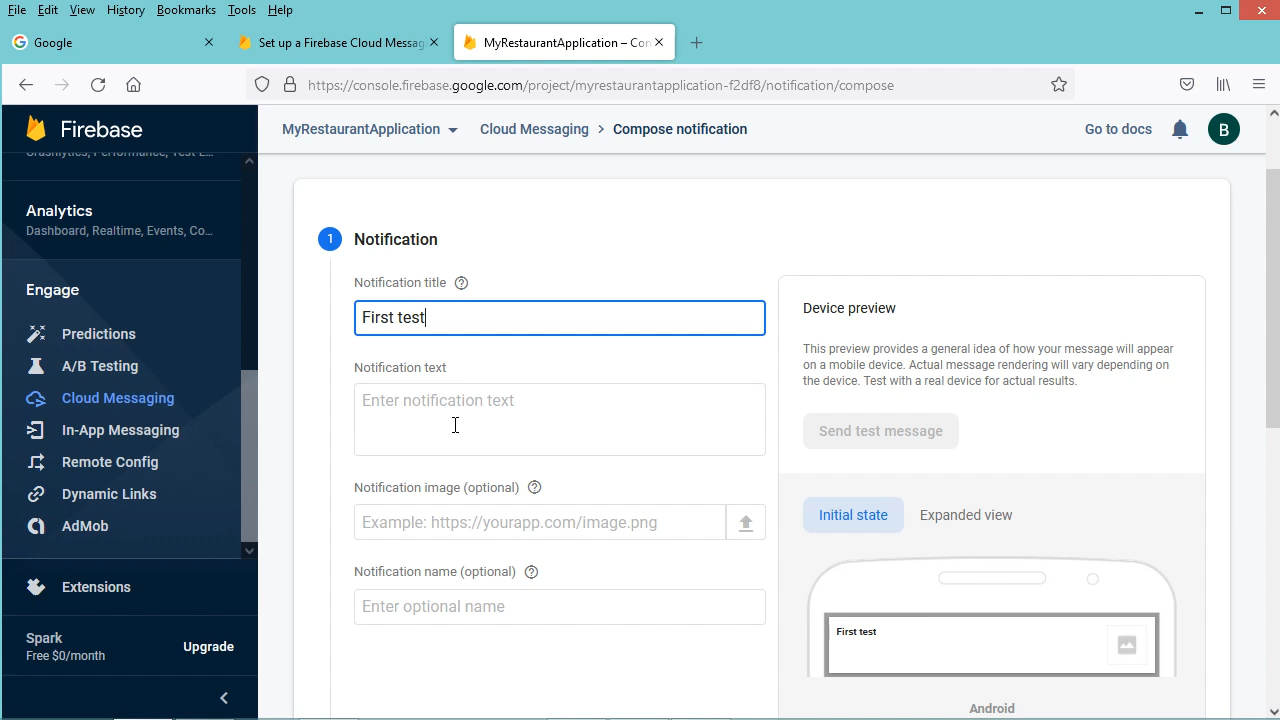 File Edit View History Bookmarks Tools Help
Google
Set up a Firebase Cloud Messag
MyRestaurantApplication – Con
https://console.firebase.google.com/project/myrestaurantapplication-f2df8/notification/compose
Firebase
MyRestaurantApplication
Cloud Messaging > Compose notification
Go to docs
B
Crashlytics, Performance, Test E...
Analytics
Dashboard, Realtime, Events, Co...
Engage
Predictions
A/B Testing
Cloud Messaging
In-App Messaging
Remote Config
Dynamic Links
AdMob
Extensions
Spark
Free $0/month
Upgrade
1 Notification
Notification title
First test
Notification text
Enter notification text
Notification image (optional)
Example: https://yourapp.com/image.png
Notification name (optional)
Enter optional name
Device preview
This preview provides a general idea of how your message will appear
on a mobile device. Actual message rendering will vary depending on
the device. Test with a real device for actual results.
Send test message
Initial state
Expanded view
First test
Android